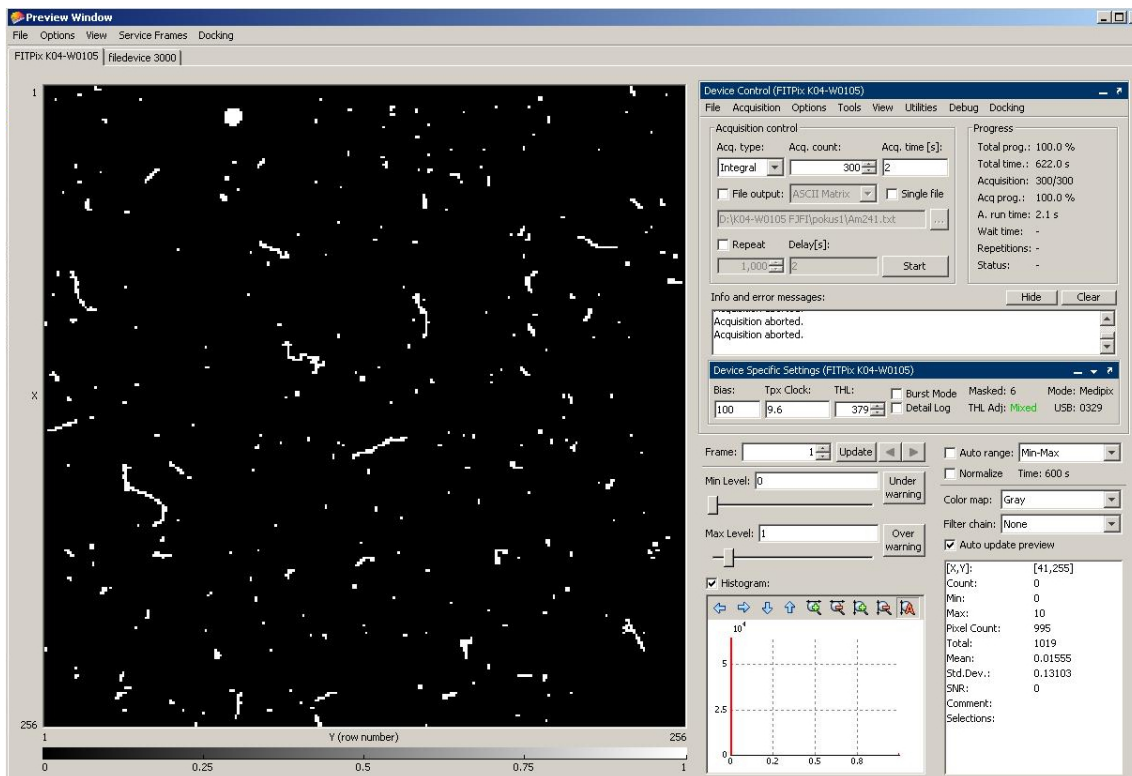 Preview Window
File Options View Service Frames Docking
FITPix K04-W0105 filedevice 3000
1
X
256
1 Y (row number) 256
0 0.25 0.5 0.75 1
Device Control (FITPix K04-W0105)
File Acquisition Options Tools View Utilities Debug Docking
Acquisition control
Acq. type: Acq. count: Acq. time [s]:
Integral 300 2
File output: ASCII Matrix Single file
D:\K04-W0105 FJFI\pokus1\Am241.txt ...
Repeat Delay[s]:
1,000 2 Start
Progress
Total prog.: 100.0 %
Total time.: 622.0 s
Acquisition: 300/300
Acq prog.: 100.0 %
A. run time: 2.1 s
Wait time: -
Repetitions: -
Status: -
Info and error messages: Hide Clear
Acquisition aborted.
Acquisition aborted.
Acquisition aborted.
Device Specific Settings (FITPix K04-W0105)
Bias: Tpx Clock: THL:
100 9.6 379
Burst Mode Masked: 6 Mode: Medipix
Detail Log THL Adj: Mixed USB: 0329
Frame: 1 Update
Min Level: 0 Under warning
Max Level: 1 Over warning
Histogram:
10⁴
5
2.5
0
0 0.2 0.5 0.8
Auto range: Min-Max
Normalize Time: 600 s
Color map: Gray
Filter chain: None
Auto update preview
[X,Y]: [41,255]
Count: 0
Min: 0
Max: 10
Pixel Count: 995
Total: 1019
Mean: 0.01555
Std.Dev.: 0.13103
SNR: 0
Comment:
Selections: